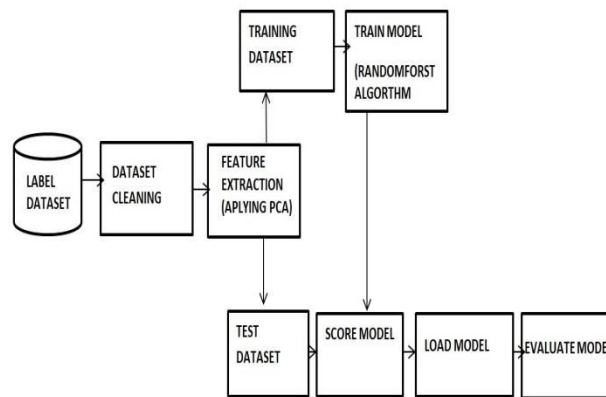 LABEL
DATASET
DATASET
CLEANING
FEATURE
EXTRACTION
(APLYING PCA)
TRAINING
DATASET
TRAIN MODEL
(RANDOMFORST
ALGORTHM
TEST
DATASET
SCORE MODEL
LOAD MODEL
EVALUATE MODE